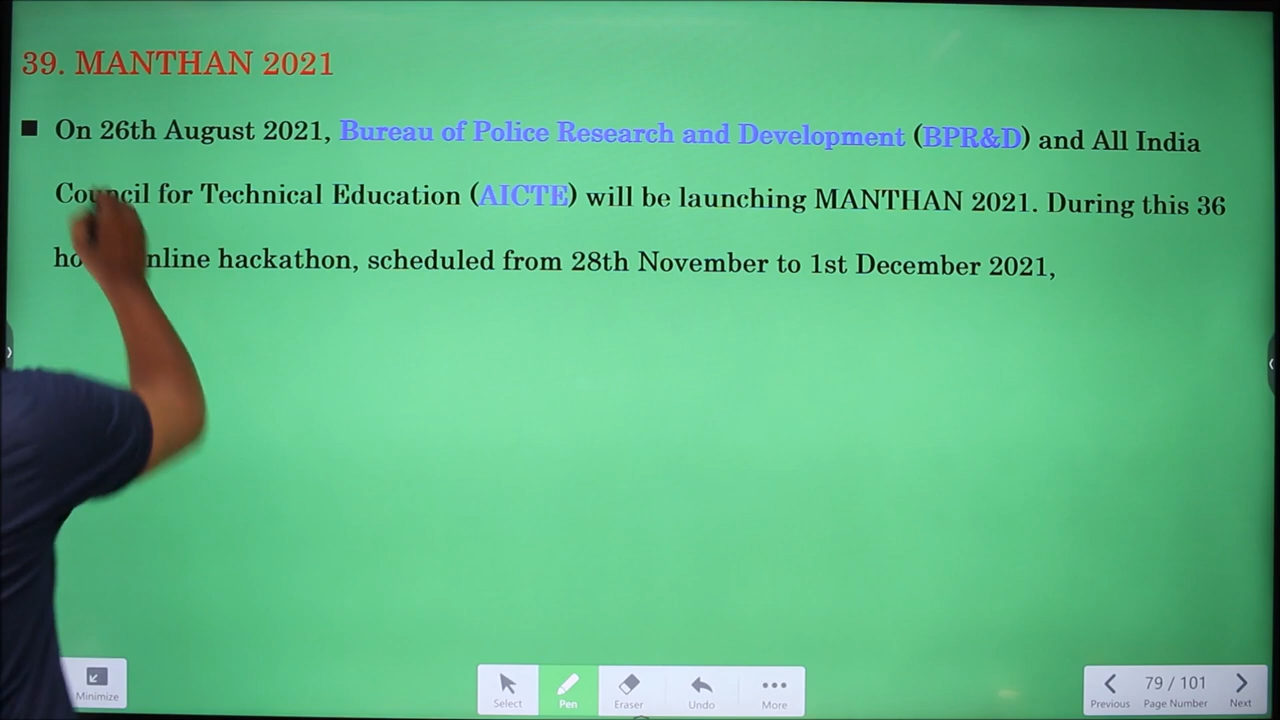 39. MANTHAN 2021
■ On 26th August 2021, Bureau of Police Research and Development (BPR&D) and All India
Council for Technical Education (AICTE) will be launching MANTHAN 2021. During this 36
hackathon, scheduled from 28th November to 1st December 2021,
Minimize
Select Pen Eraser Undo More
79 / 101
Previous Page Number Next